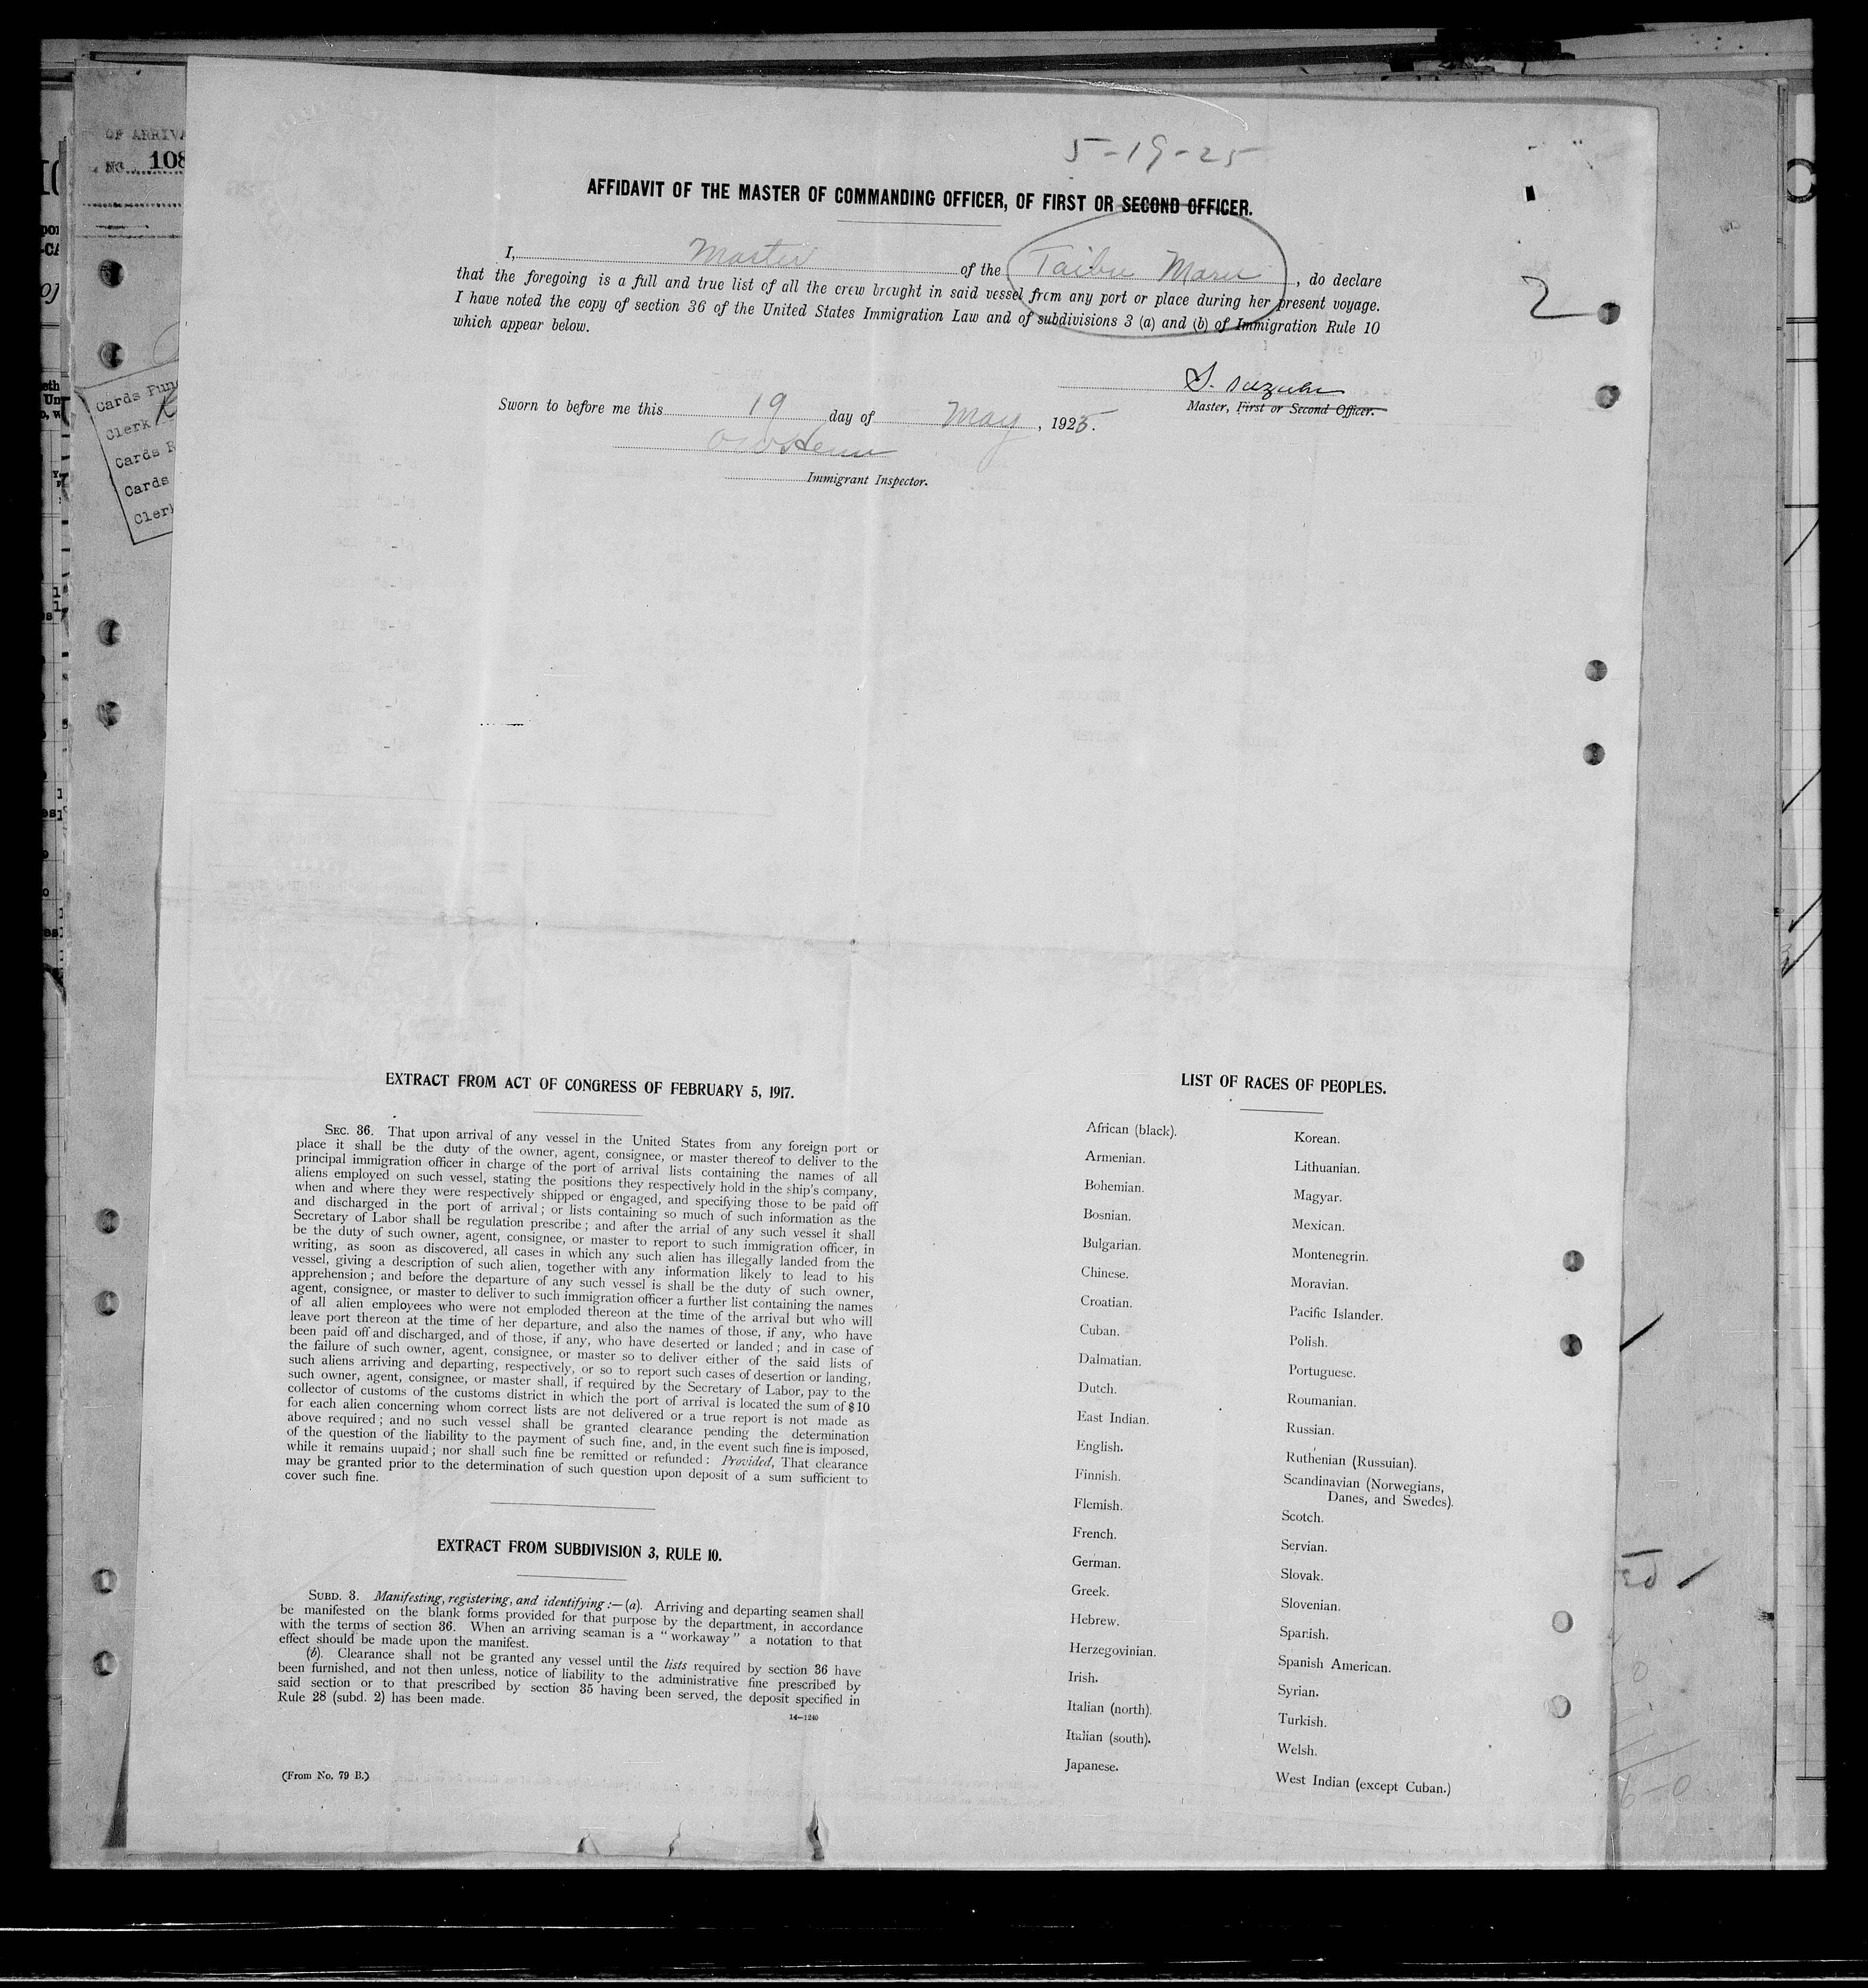 OF ARRIVA
NO. 108
5-19-25
AFFIDAVIT OF THE MASTER OF COMMANDING OFFICER, OF FIRST OR SECOND OFFICER.
I, Master of the Taibu Maru, do declare
that the foregoing is a full and true list of all the crew brought in said vessel from any port or place during her present voyage.
I have noted the copy of section 36 of the United States Immigration Law and of subdivisions 3 (a) and (b) of Immigration Rule 10
which appear below.
2
S. Suzuki
Master, First or Second Officer.
Sworn to before me this 19 day of May, 1925.
Immigrant Inspector.
Cards Fun
Clerk
Cards R
Cards
Clerk
EXTRACT FROM ACT OF CONGRESS OF FEBRUARY 5, 1917.
SEC. 36. That upon arrival of any vessel in the United States from any foreign port or
place it shall be the duty of the owner, agent, consignee, or master thereof to deliver to the
principal immigration officer in charge of the port of arrival lists containing the names of all
aliens employed on such vessel, stating the positions they respectively hold in the ship's company,
when and where they were respectively shipped or engaged, and specifying those to be paid off
and discharged in the port of arrival; or lists containing so much of such information as the
Secretary of Labor shall be regulation prescribe; and after the arrial of any such vessel it shall
be the duty of such owner, agent, consignee, or master to report to such immigration officer, in
writing, as soon as discovered, all cases in which any such alien has illegally landed from the
vessel, giving a description of such alien, together with any information likely to lead to his
apprehension; and before the departure of any such vessel is shall be the duty of such owner,
agent, consignee, or master to deliver to such immigration officer a further list containing the names
of all alien employees who were not emploded thereon at the time of the arrival but who will
leave port thereon at the time of her departure, and also the names of those, if any, who have
been paid off and discharged, and of those, if any, who have deserted or landed; and in case of
the failure of such owner, agent, consignee, or master so to deliver either of the said lists of
such aliens arriving and departing, respectively, or so to report such cases of desertion or landing,
such owner, agent, consignee, or master shall, if required by the Secretary of Labor, pay to the
collector of customs of the customs district in which the port of arrival is located the sum of $10
for each alien concerning whom correct lists are not delivered or a true report is not made as
above required; and no such vessel shall be granted clearance pending the determination
of the question of the liability to the payment of such fine, and, in the event such fine is imposed,
while it remains uupaid; nor shall such fine be remitted or refunded: Provided, That clearance
may be granted prior to the determination of such question upon deposit of a sum sufficient to
cover such fine.
EXTRACT FROM SUBDIVISION 3, RULE 10.
SUBD. 3. Manifesting, registering, and identifying:—(a). Arriving and departing seamen shall
be manifested on the blank forms provided for that purpose by the department, in accordance
with the terms of section 36. When an arriving seaman is a "workaway" a notation to that
effect should be made upon the manifest.
(b). Clearance shall not be granted any vessel until the lists required by section 36 have
been furnished, and not then unless, notice of liability to the administrative fine prescribed by
said section or to that prescribed by section 35 having been served, the deposit specified in
Rule 28 (subd. 2) has been made.
14—1240
(From No. 79 B.)
LIST OF RACES OF PEOPLES.
African (black).
Armenian.
Bohemian.
Bosnian.
Bulgarian.
Chinese.
Croatian.
Cuban.
Dalmatian.
Dutch.
East Indian.
English.
Finnish.
Flemish.
French.
German.
Greek.
Hebrew.
Herzegovinian.
Irish.
Italian (north).
Italian (south).
Japanese.
Korean.
Lithuanian.
Magyar.
Mexican.
Montenegrin.
Moravian.
Pacific Islander.
Polish.
Portuguese.
Roumanian.
Russian.
Ruthenian (Russuian).
Scandinavian (Norwegians,
Danes, and Swedes).
Scotch.
Servian.
Slovak.
Slovenian.
Spanish.
Spanish American.
Syrian.
Turkish.
Welsh.
West Indian (except Cuban.)